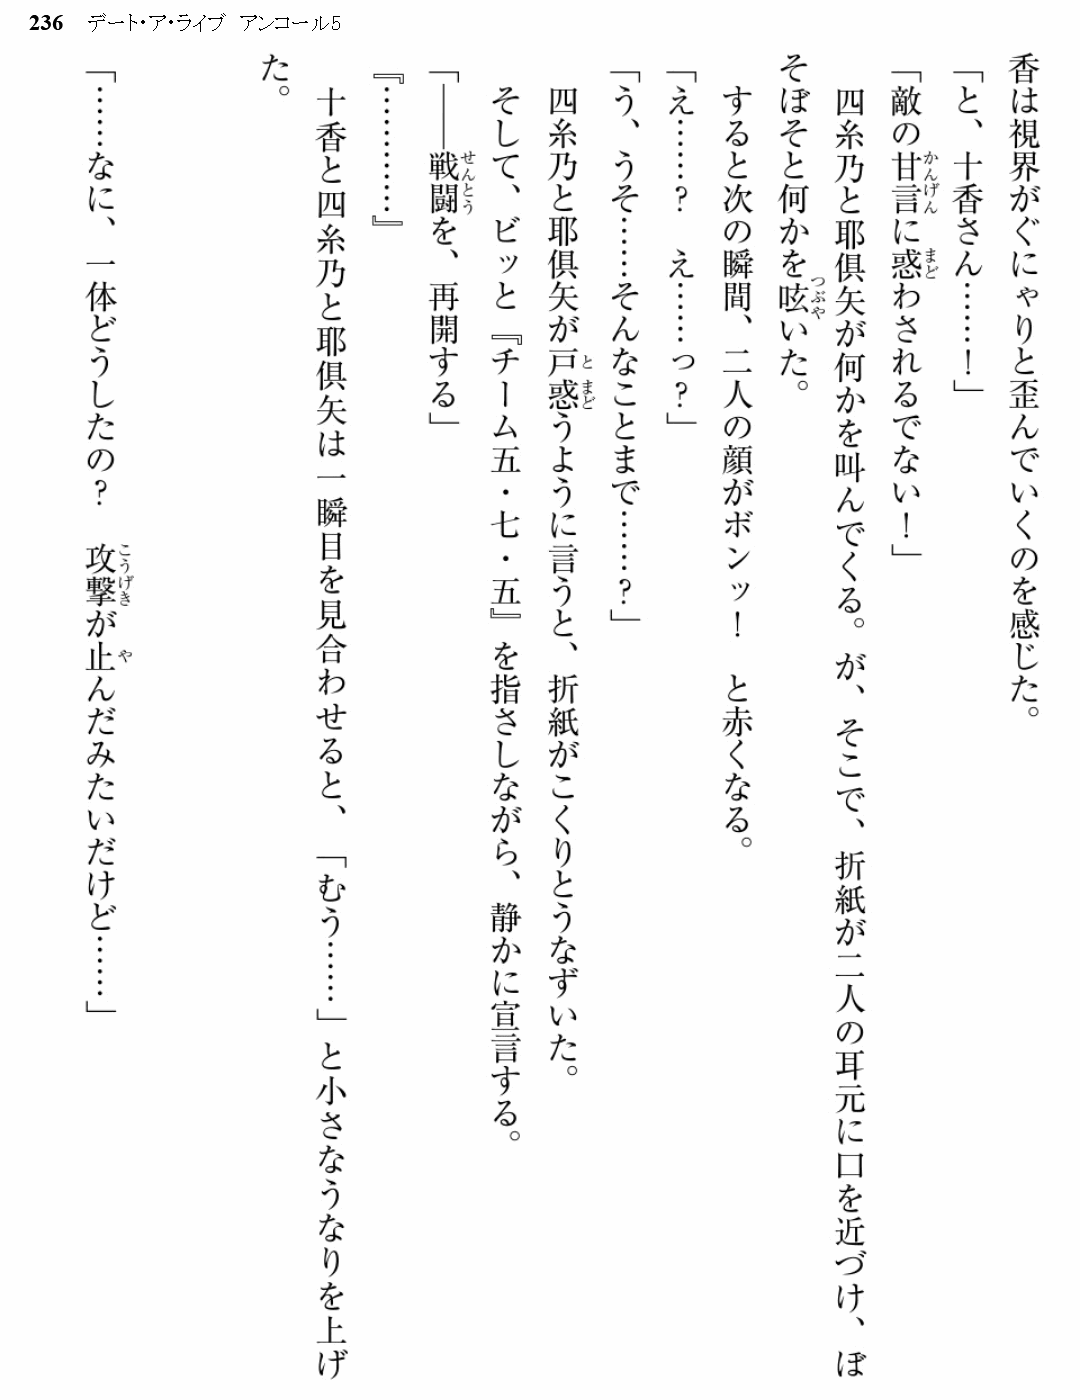 236 デート・ア・ライブ アンコール5
香は視界がぐにゃりと歪んでいくのを感じた。
「と、十香さん……！」
「敵の甘言に惑わされるでない！」
四糸乃と耶倶矢が何かを叫んでくる。が、そこで、折紙が二人の耳元に口を近づけ、ぼ
そぼそと何かを呟いた。
すると次の瞬間、二人の顔がボンッ！　と赤くなる。
「え……？　え……っ？」
「う、うそ……そんなことまで……？」
四糸乃と耶倶矢が戸惑うように言うと、折紙がこくりとうなずいた。
そして、ビッと『チーム五・七・五』を指さしながら、静かに宣言する。
「――戦闘を、再開する」
『…………』
十香と四糸乃と耶倶矢は一瞬目を見合わせると、「むう……」と小さなうなりを上げ
た。
「……なに、一体どうしたの？　攻撃が止んだみたいだけど……」